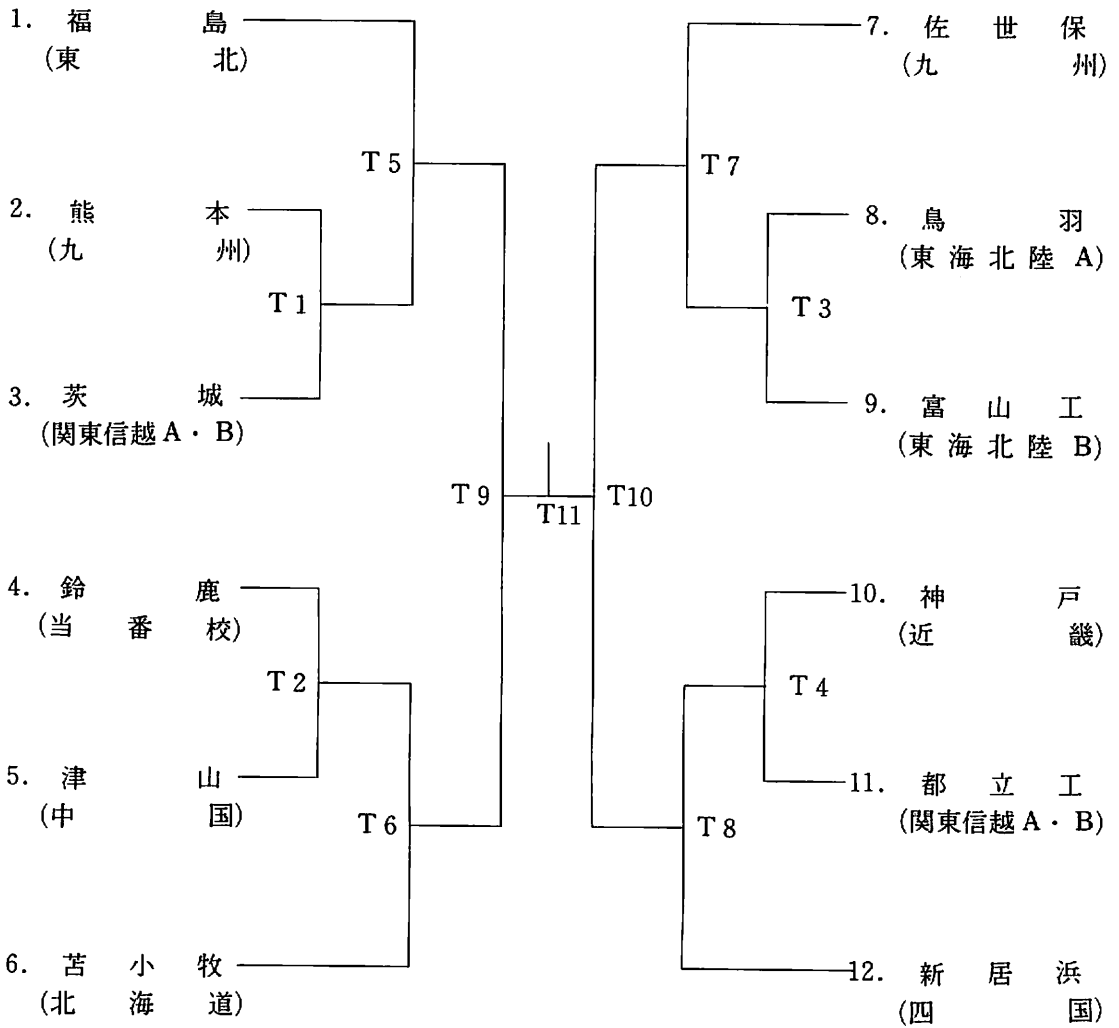 1. 福島
(東北)
T5
2. 熊本
(九州)
T1
3. 茨城
(関東信越A・B)
T9
4. 鈴鹿
(当番校)
T2
5. 津山
(中国)
T6
6. 苫小牧
(北海道)
T11
7. 佐世保
(九州)
T7
8. 鳥羽
(東海北陸A)
T3
9. 富山工
(東海北陸B)
T10
10. 神戸
(近畿)
T4
11. 都立工
(関東信越A・B)
T8
12. 新居浜
(四国)